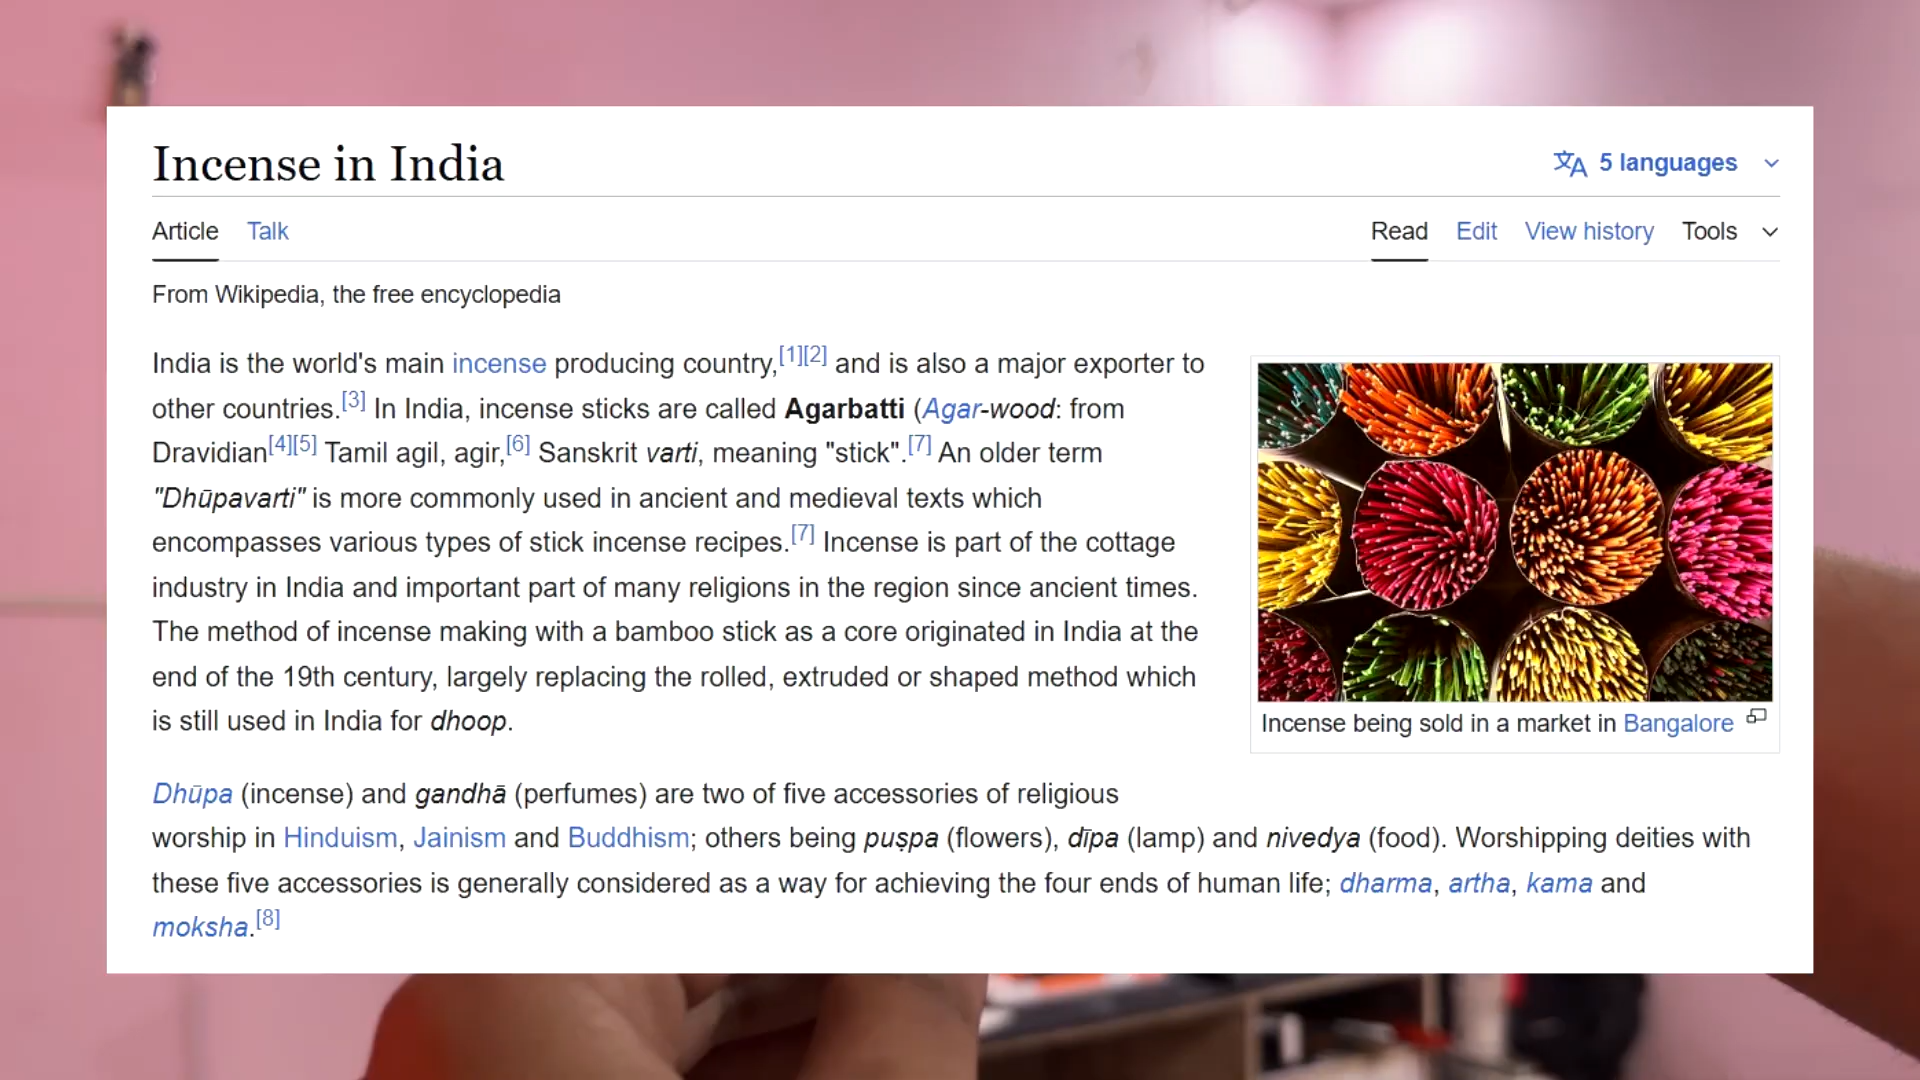 Incense in India
5 languages
Article Talk
Read Edit View history Tools
From Wikipedia, the free encyclopedia
India is the world's main incense producing country,[1][2] and is also a major exporter to
other countries.[3] In India, incense sticks are called Agarbatti (Agar-wood: from
Dravidian[4][5] Tamil agil, agir,[6] Sanskrit varti, meaning "stick".[7] An older term
"Dhūpavarti" is more commonly used in ancient and medieval texts which
encompasses various types of stick incense recipes.[7] Incense is part of the cottage
industry in India and important part of many religions in the region since ancient times.
The method of incense making with a bamboo stick as a core originated in India at the
end of the 19th century, largely replacing the rolled, extruded or shaped method which
is still used in India for dhoop.
Incense being sold in a market in Bangalore
Dhūpa (incense) and gandhā (perfumes) are two of five accessories of religious
worship in Hinduism, Jainism and Buddhism; others being puṣpa (flowers), dīpa (lamp) and nivedya (food). Worshipping deities with
these five accessories is generally considered as a way for achieving the four ends of human life; dharma, artha, kama and
moksha.[8]